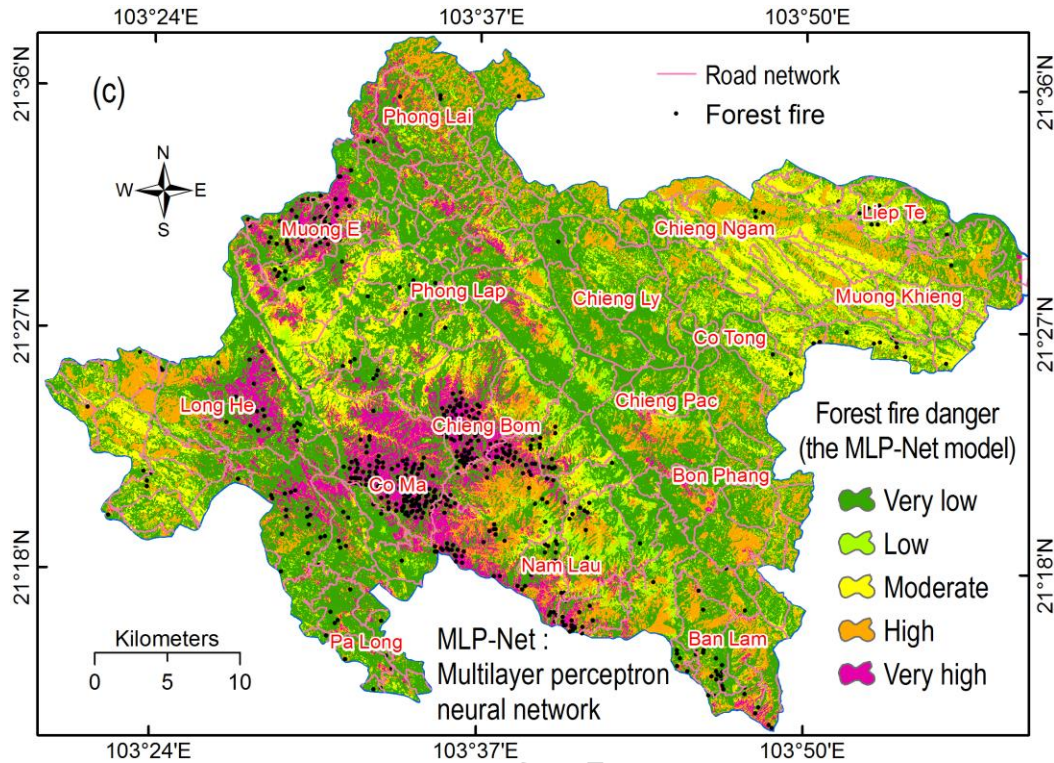 103°24'E
103°37'E
103°50'E
21°36'N
21°36'N
(c)
Road network
Forest fire
Phong Lai
N
W
E
S
Muong E
Chieng Ngam
Liep Te
Phong Lap
Chieng Ly
Muong Khieng
21°27'N
21°27'N
Co Tong
Long He
Chieng Bom
Chieng Pac
Forest fire danger
(the MLP-Net model)
Co Ma
Bon Phang
Very low
Low
Nam Lau
21°18'N
21°18'N
Moderate
High
Very high
Kilometers
0 5 10
Pa Long
Ban Lam
MLP-Net :
Multilayer perceptron
neural network
103°24'E
103°37'E
103°50'E